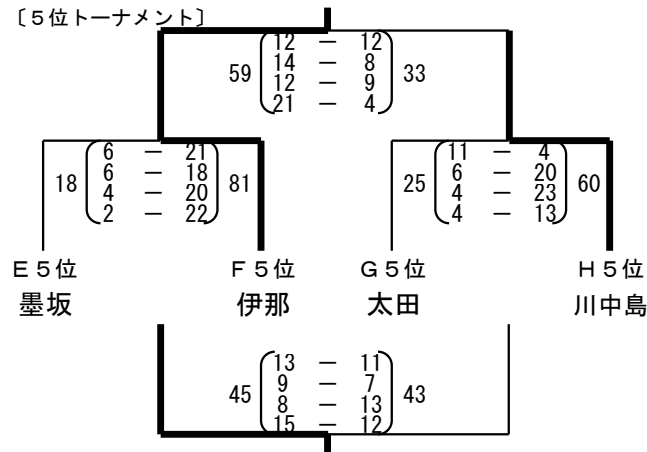 〔５位トーナメント〕
12 － 12
14 － 8
59 33
12 － 9
21 － 4
6 － 21 11 － 4
6 － 18 6 － 20
18 81 25 60
4 － 20 4 － 23
2 － 22 4 － 13
Ｅ５位 Ｆ５位 Ｇ５位 Ｈ５位
墨坂 伊那 太田 川中島
13 － 11
9 － 7
45 43
8 － 13
15 － 12